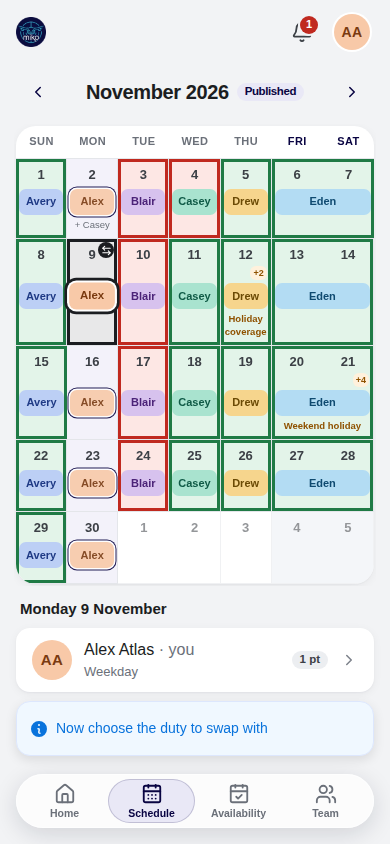 miko
1
AA
November 2026 Published
SUN MON TUE WED THU FRI SAT
1 2 3 4 5 6 7
Avery Alex Blair Casey Drew Eden
+ Casey
8 9 10 11 12 13 14
+2
Avery Alex Blair Casey Drew Eden
Holiday
coverage
15 16 17 18 19 20 21
+4
Avery Alex Blair Casey Drew Eden
Weekend holiday
22 23 24 25 26 27 28
Avery Alex Blair Casey Drew Eden
29 30 1 2 3 4 5
Avery Alex
Monday 9 November
AA
Alex Atlas · you
Weekday
1 pt
Now choose the duty to swap with
Home Schedule Availability Team